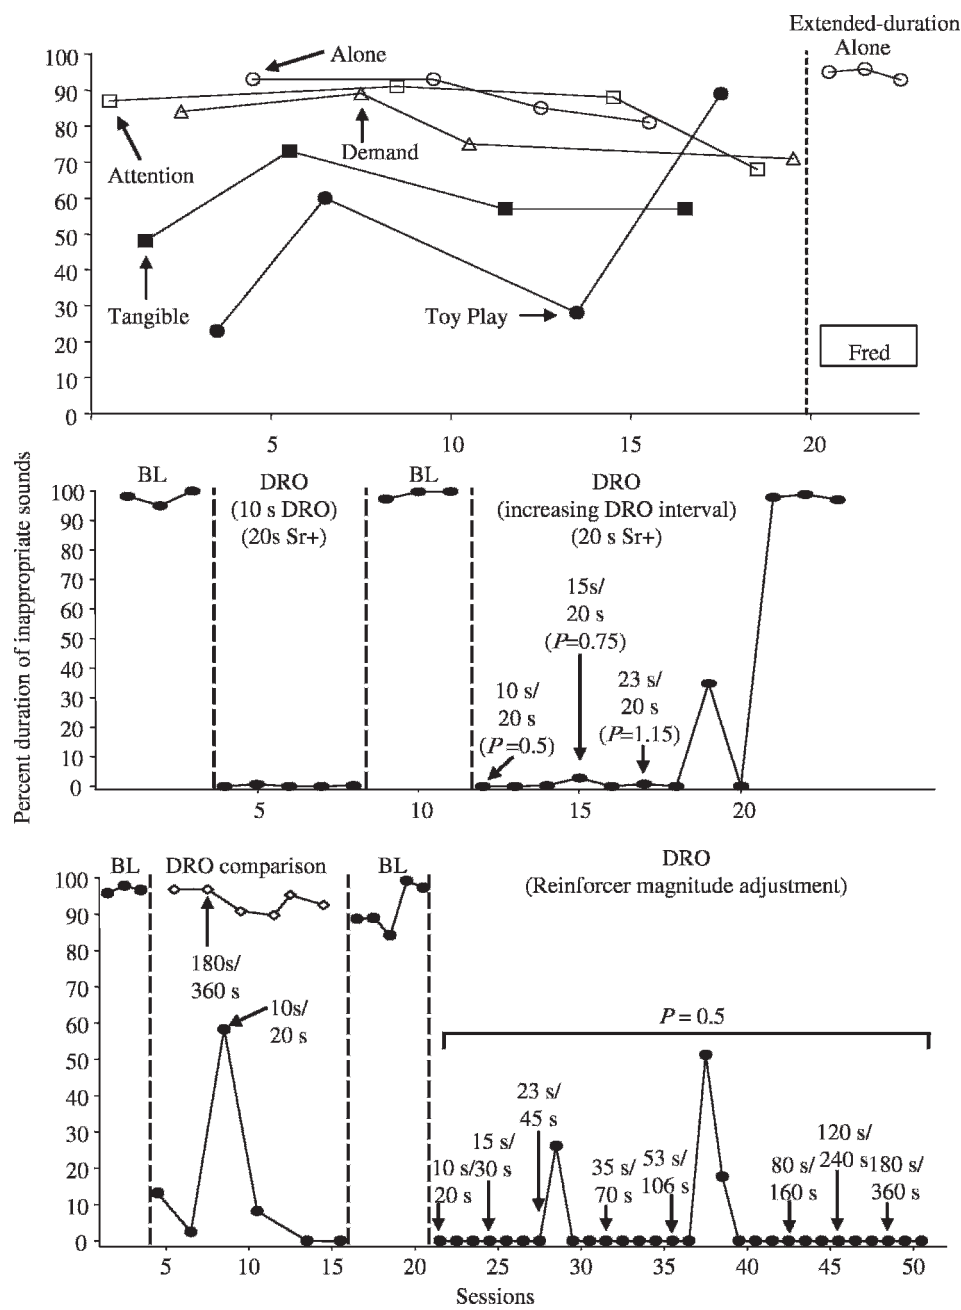 Extended-duration
Alone
Alone
100
90
80
70
60
50
40
30
20
10
0
Attention
Demand
Tangible
Toy Play
Fred
5
10
15
20
Percent duration of inappropriate sounds
BL
DRO
(10 s DRO)
(20s Sr+)
BL
DRO
(increasing DRO interval)
(20 s Sr+)
100
90
80
70
60
50
40
30
20
10
0
10 s/
20 s
(P =0.5)
15s/
20 s
(P=0.75)
23 s/
20 s
(P=1.15)
5
10
15
20
BL
DRO comparison
BL
DRO
(Reinforcer magnitude adjustment)
100
90
80
70
60
50
40
30
20
10
0
180s/
360 s
10s/
20 s
P = 0.5
10 s/
20 s
15 s/
30 s
23 s/
45 s
35 s/
70 s
53 s/
106 s
80 s/
160 s
120 s/
240 s
180 s/
360 s
5
10
15
20
25
30
35
40
45
50
Sessions